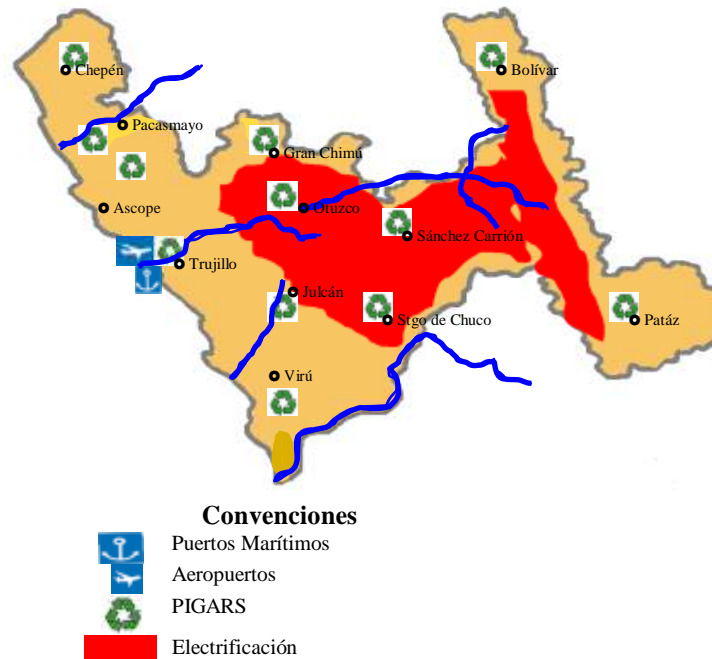 Chepén
Bolívar
Pacasmayo
Gran Chimú
Ascope
Otuzco
Sánchez Carrión
Trujillo
Julcán
Stgo de Chuco
Patáz
Virú
Convenciones
Puertos Marítimos
Aeropuertos
PIGARS
Electrificación